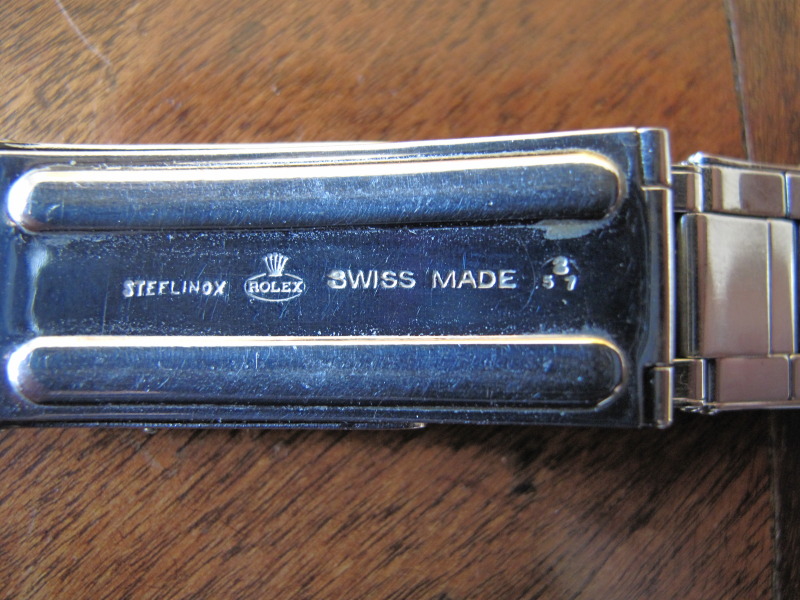 STEELINOX ROLEX SWISS MADE 3
57